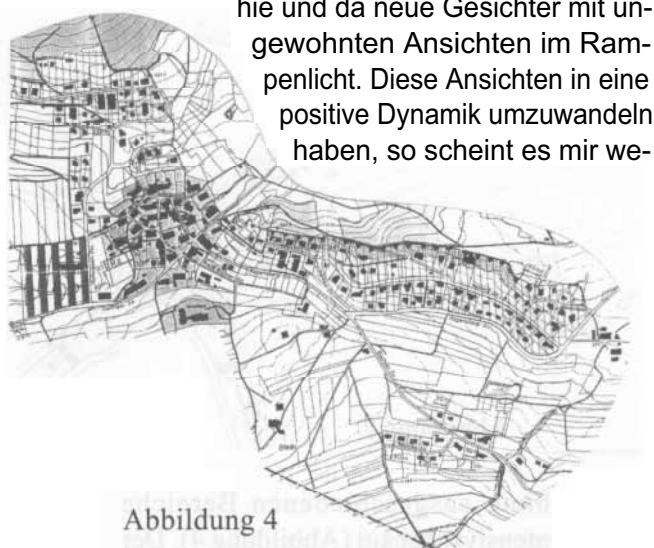 hie und da neue Gesichter mit un-
gewohnten Ansichten im Ram-
penlicht. Diese Ansichten in eine
positive Dynamik umzuwandeln
haben, so scheint es mir we-
Abbildung 4